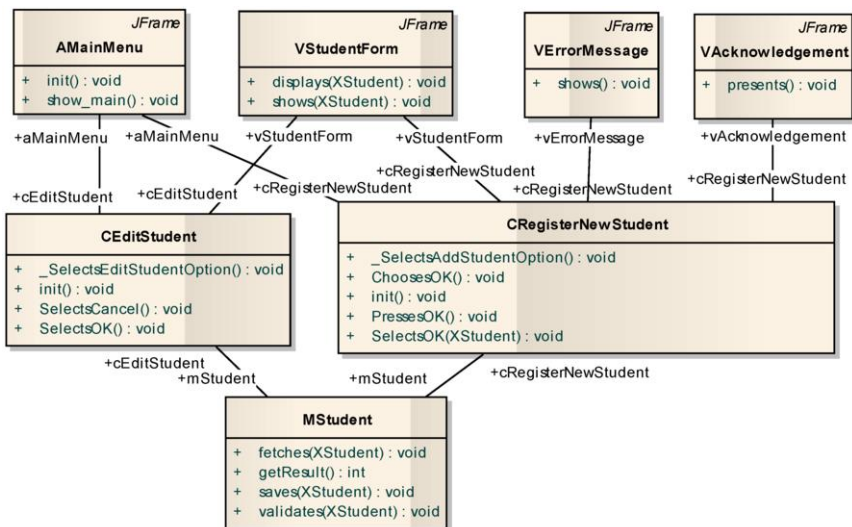 JFrame
AMainMenu
+ init() : void
+ show_main() : void
JFrame
VStudentForm
+ displays(XStudent) : void
+ shows(XStudent) : void
JFrame
VErrorMessage
+ shows() : void
JFrame
VAcknowledgement
+ presents() : void
+aMainMenu
+aMainMenu
+vStudentForm
+vStudentForm
+vErrorMessage
+vAcknowledgement
+cEditStudent
+cEditStudent
+cRegisterNewStudent
+cRegisterNewStudent
+cRegisterNewStudent
+cRegisterNewStudent
CEditStudent
+ _SelectsEditStudentOption() : void
+ init() : void
+ SelectsCancel() : void
+ SelectsOK() : void
CRegisterNewStudent
+ _SelectsAddStudentOption() : void
+ ChoosesOK() : void
+ init() : void
+ PressesOK() : void
+ SelectsOK(XStudent) : void
+cEditStudent
+mStudent
+mStudent
+cRegisterNewStudent
MStudent
+ fetches(XStudent) : void
+ getResult() : int
+ saves(XStudent) : void
+ validates(XStudent) : void